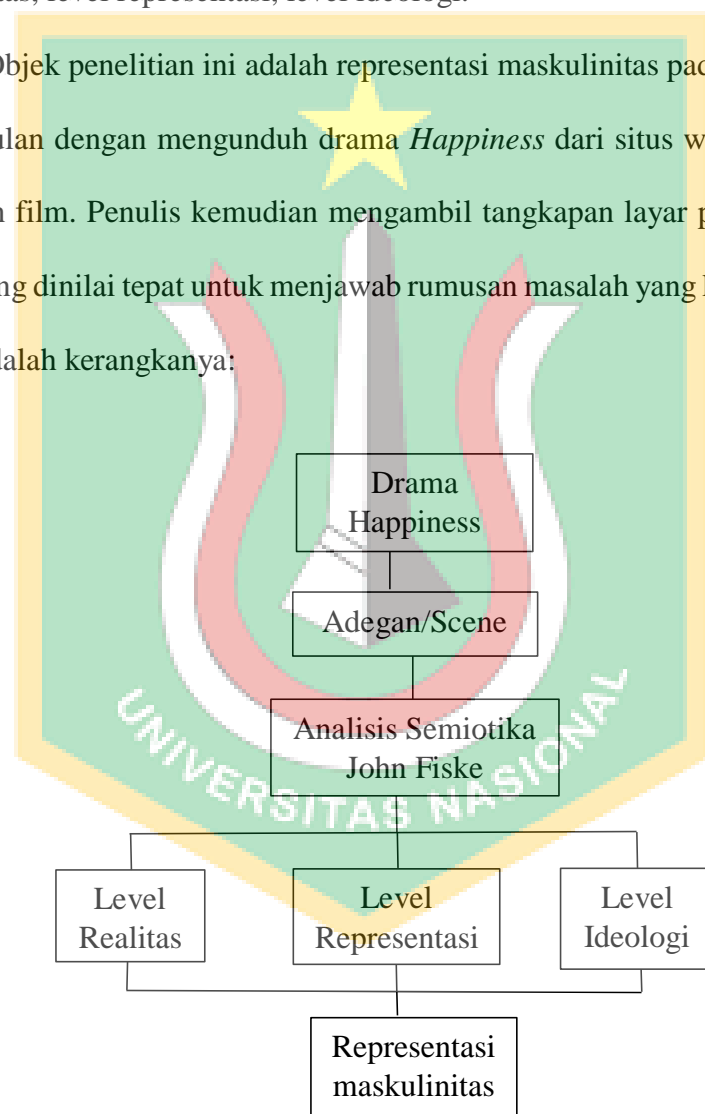 tas, level representasi, level ideologi.
Objek penelitian ini adalah representasi maskulinitas pad
ulan dengan mengunduh drama Happiness dari situs w
n film. Penulis kemudian mengambil tangkapan layar p
ng dinilai tepat untuk menjawab rumusan masalah yang
dalah kerangkanya:
Drama
Happiness
Adegan/Scene
Analisis Semiotika
John Fiske
UNIVERSITAS NASIONAL
Level
Realitas
Level
Representasi
Level
Ideologi
Representasi
maskulinitas